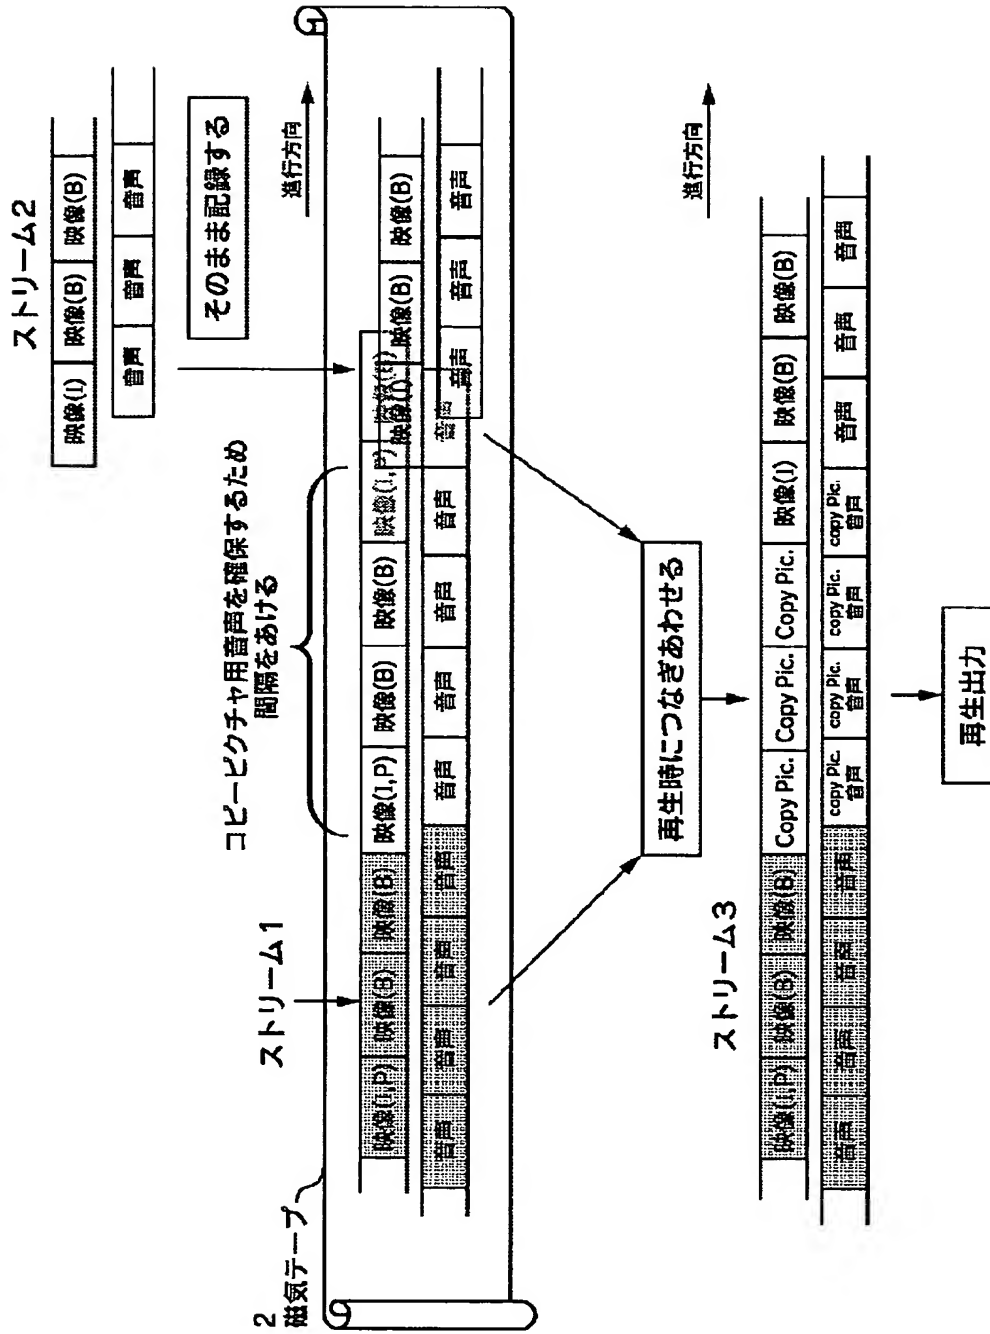 ストリーム2
映像(I) 映像(B) 映像(B)
音声 音声 音声
そのまま記録する
コピーピクチャ用音声を確保するため
間隔をあける
進行方向
ストリーム1
2
磁気テープ
映像(I,P) 映像(B) 映像(B) 映像(I,P) 映像(B) 映像(B) 映像(I,P)
映像(I) 映像(B) 映像(B)
音声 音声 音声 音声 音声 音声 音声 音声
音声 音声 音声
再生時につなぎあわせる
進行方向
ストリーム3
映像(I,P) 映像(B) 映像(B) Copy Pic. Copy Pic. Copy Pic. 映像(I) 映像(B) 映像(B)
音声 音声 音声 音声 copy Pic. 音声 copy Pic. 音声 copy Pic. 音声 copy Pic. 音声 音声 音声 音声
再生出力